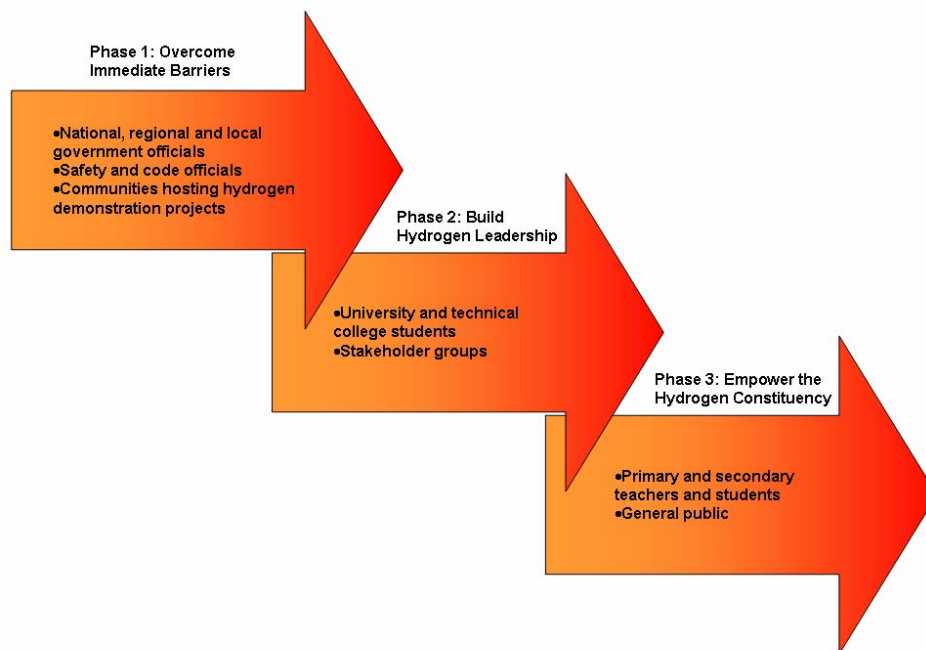 Phase 1: Overcome
Immediate Barriers
•National, regional and local
government officials
•Safety and code officials
•Communities hosting hydrogen
demonstration projects
Phase 2: Build
Hydrogen Leadership
•University and technical
college students
•Stakeholder groups
Phase 3: Empower the
Hydrogen Constituency
•Primary and secondary
teachers and students
•General public